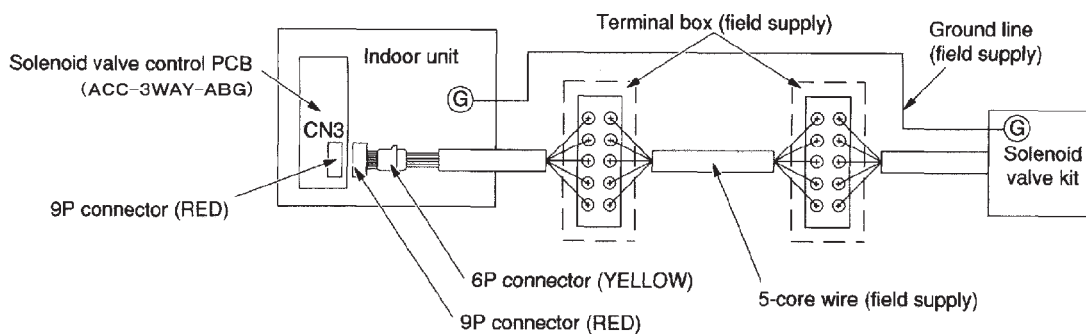 Terminal box (field supply)
Ground line
(field supply)
Indoor unit
Solenoid valve control PCB
(ACC-3WAY-ABG)
G
CN3
G
Solenoid
valve kit
9P connector (RED)
6P connector (YELLOW)
5-core wire (field supply)
9P connector (RED)